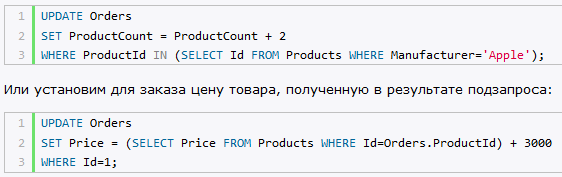 1 UPDATE Orders
2 SET ProductCount = ProductCount + 2
3 WHERE ProductId IN (SELECT Id FROM Products WHERE Manufacturer='Apple');
Или установим для заказа цену товара, полученную в результате подзапроса:
1 UPDATE Orders
2 SET Price = (SELECT Price FROM Products WHERE Id=Orders.ProductId) + 3000
3 WHERE Id=1;